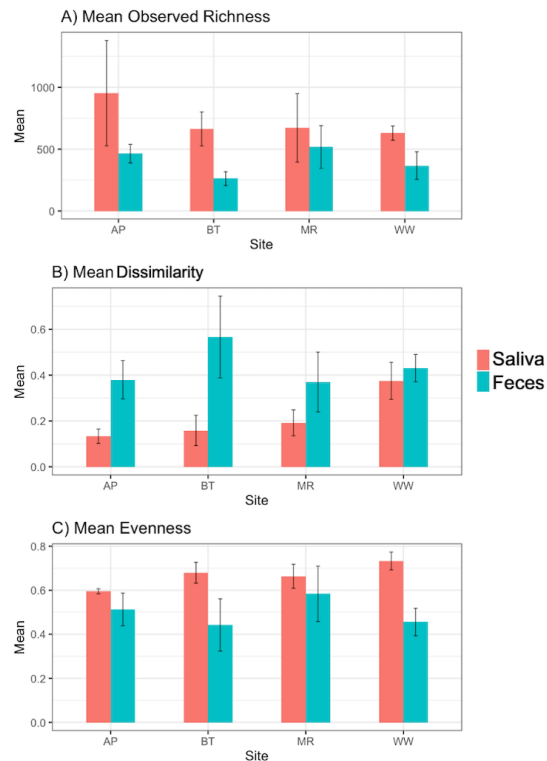 A) Mean Observed Richness
1000
500
0
Mean
AP BT MR WW
Site
B) Mean Dissimilarity
0.6
0.4
0.2
0.0
Mean
AP BT MR WW
Site
Saliva
Feces
C) Mean Evenness
0.8
0.6
0.4
0.2
0.0
Mean
AP BT MR WW
Site